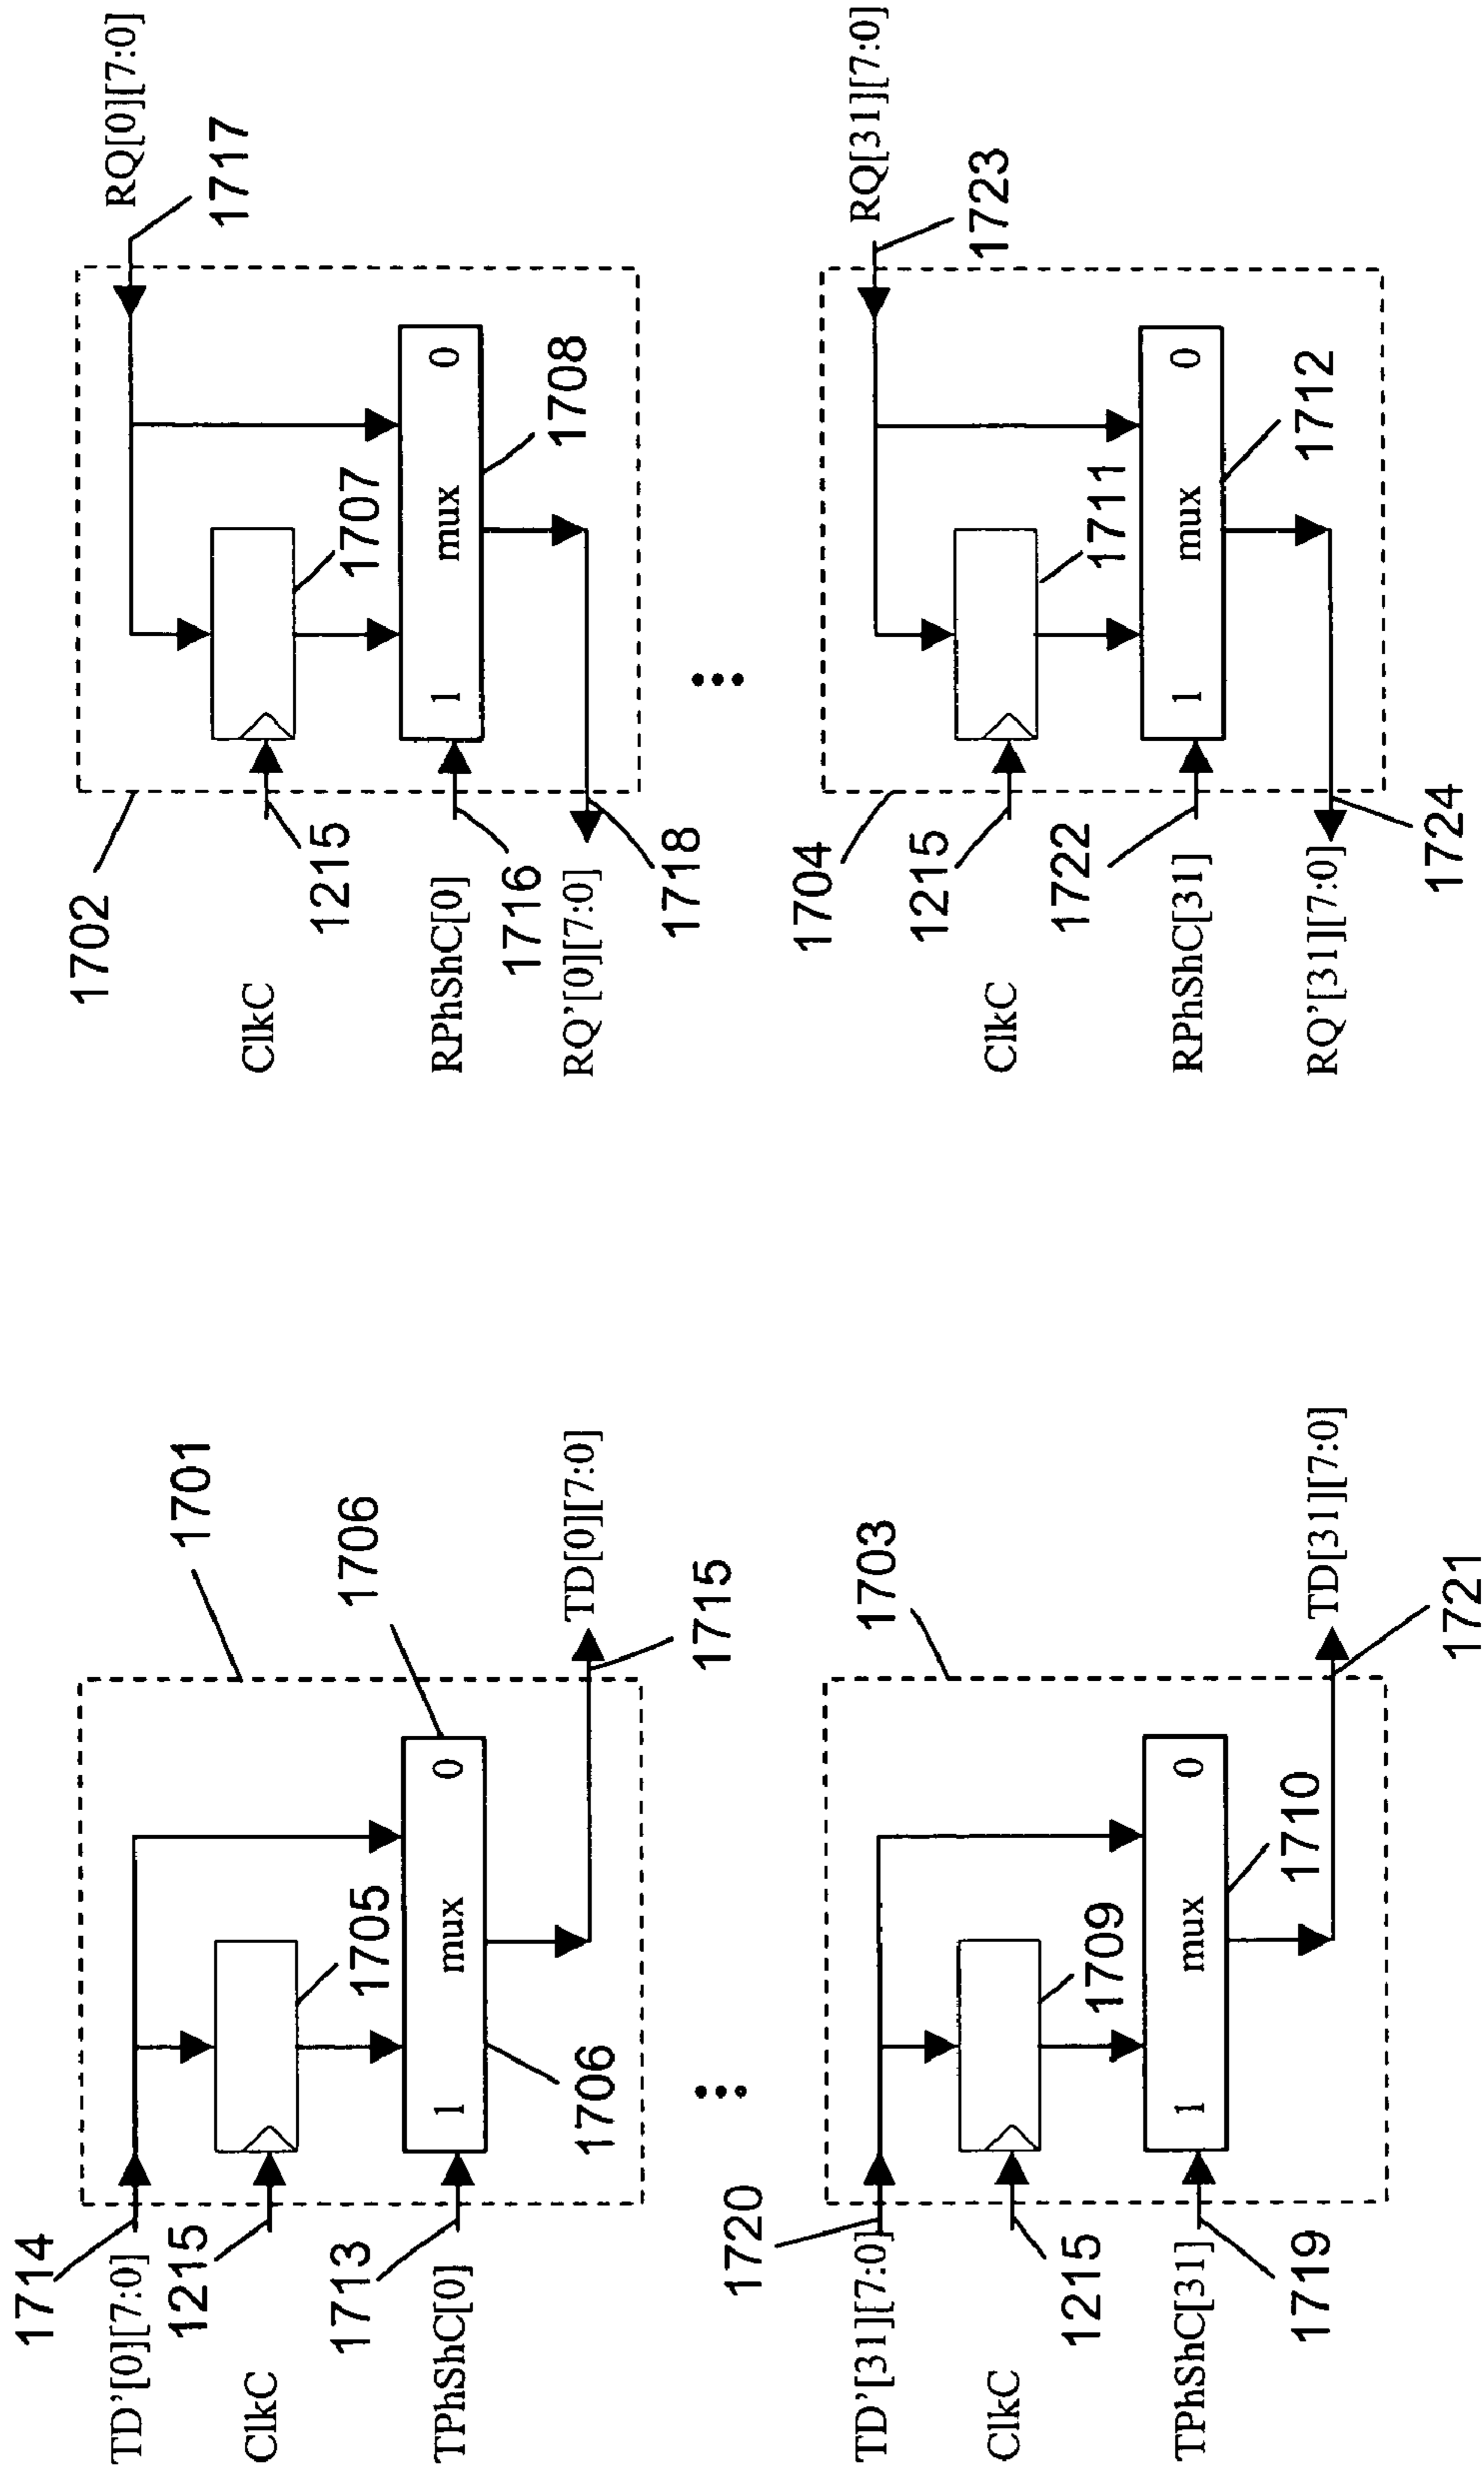 1714
TD’[0][7:0]
1215
ClkC
1713
TPhShC[0]
1701
1705
1706
1 mux 0
1706
TD[0][7:0]
1715
1720
TD’[31][7:0]
1215
ClkC
1719
TPhShC[31]
1703
1709
1 mux 0
1710
TD[31][7:0]
1721
1702
1215
ClkC
1716
RPhShC[0]
1718
RQ’[0][7:0]
1707
1 mux 0
1708
RQ[0][7:0]
1717
1704
1215
ClkC
1722
RPhShC[31]
RQ’[31][7:0]
1724
1711
1 mux 0
1712
RQ[31][7:0]
1723